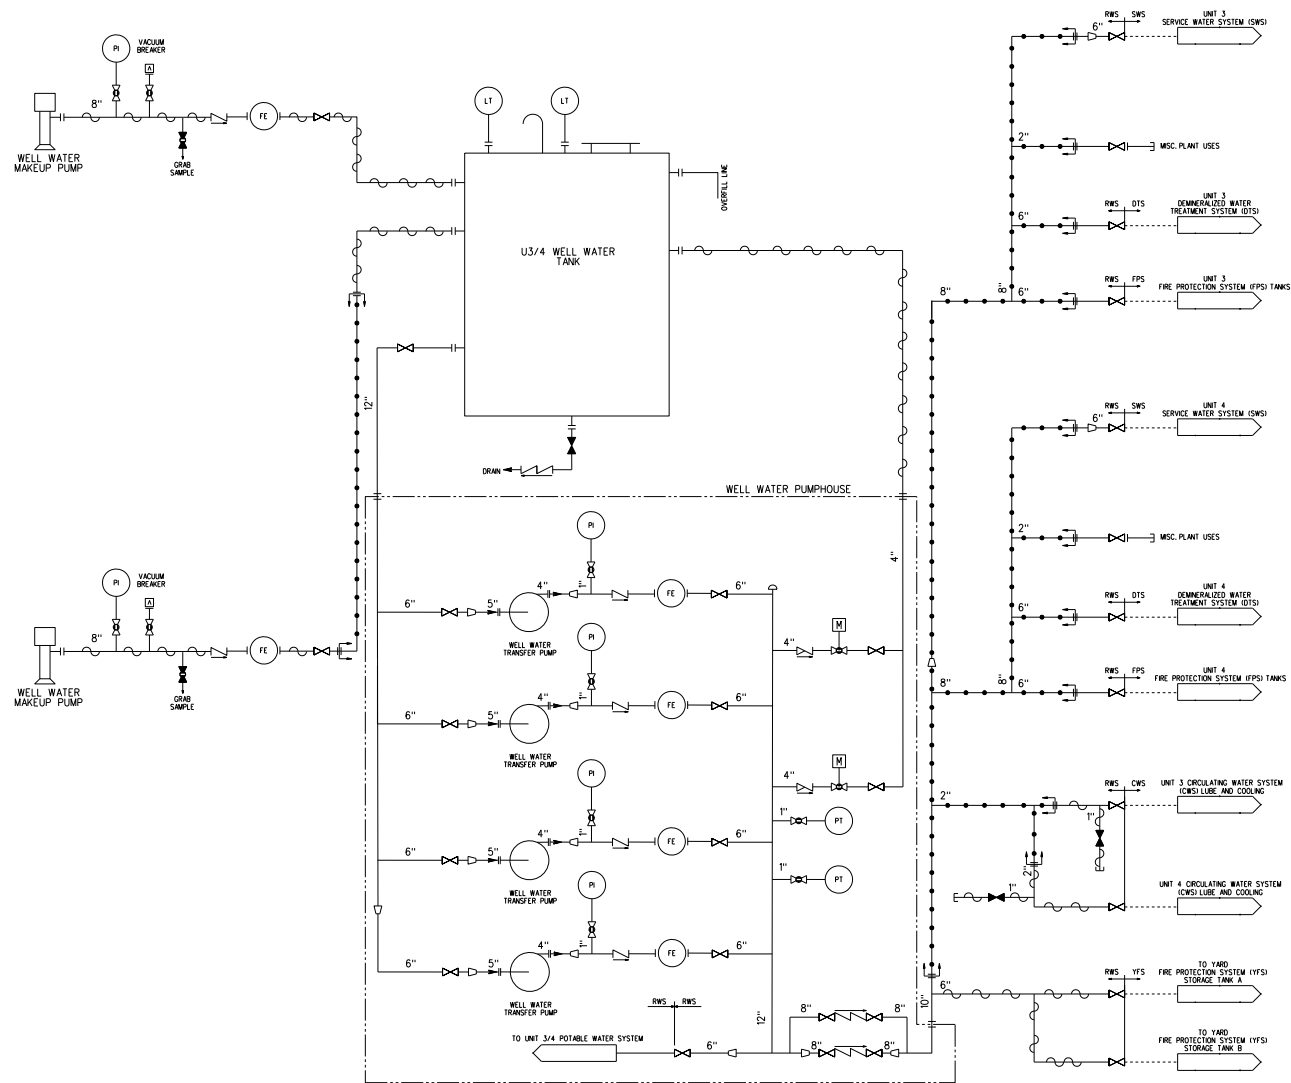 RWS SWS
UNIT 3
SERVICE WATER SYSTEM (SWS)
6"
PI
VACUUM
BREAKER
A
8"
FE
WELL WATER
MAKEUP PUMP
GRAB
SAMPLE
LT
LT
OVERFILL LINE
U3/4 WELL WATER
TANK
DRAIN
12"
2"
MISC. PLANT USES
RWS DTS
UNIT 3
DEMINERALIZED WATER
TREATMENT SYSTEM (DTS)
6"
RWS FPS
UNIT 3
FIRE PROTECTION SYSTEM (FPS) TANKS
8"
8"
6"
RWS SWS
UNIT 4
SERVICE WATER SYSTEM (SWS)
6"
2"
MISC. PLANT USES
RWS DTS
UNIT 4
DEMINERALIZED WATER
TREATMENT SYSTEM (DTS)
6"
RWS FPS
UNIT 4
FIRE PROTECTION SYSTEM (FPS) TANKS
8"
8"
6"
PI
VACUUM
BREAKER
A
8"
FE
WELL WATER
MAKEUP PUMP
GRAB
SAMPLE
WELL WATER PUMPHOUSE
4"
PI
6"
5"
4"
1"
FE
6"
WELL WATER
TRANSFER PUMP
PI
6"
5"
4"
1"
FE
6"
WELL WATER
TRANSFER PUMP
PI
6"
5"
4"
1"
FE
6"
WELL WATER
TRANSFER PUMP
PI
6"
5"
4"
1"
FE
6"
WELL WATER
TRANSFER PUMP
M
4"
M
4"
1"
PT
1"
PT
12"
RWS RWS
TO UNIT 3/4 POTABLE WATER SYSTEM
6"
8"
8"
8"
8"
10"
RWS CWS
UNIT 3 CIRCULATING WATER SYSTEM
(CWS) LUBE AND COOLING
2"
1"
2"
1"
UNIT 4 CIRCULATING WATER SYSTEM
(CWS) LUBE AND COOLING
RWS YFS
TO YARD
FIRE PROTECTION SYSTEM (YFS)
STORAGE TANK A
6"
TO YARD
FIRE PROTECTION SYSTEM (YFS)
STORAGE TANK B